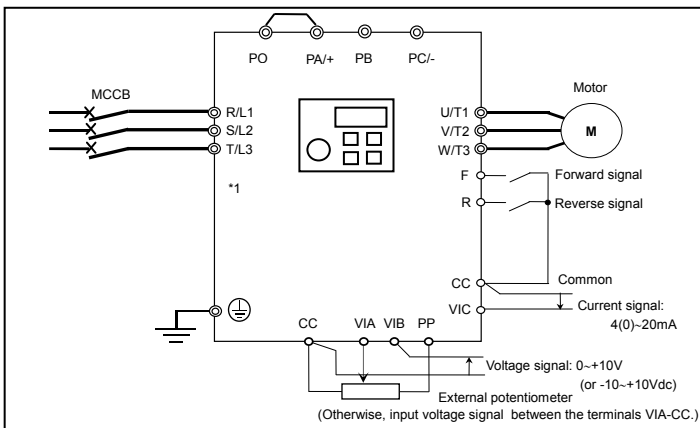 PO PA/+ PB PC/-
MCCB
Motor
R/L1
S/L2
T/L3
U/T1
V/T2
W/T3
M
F
Forward signal
R
Reverse signal
*1
CC
Common
VIC
Current signal:
4(0)~20mA
CC VIA VIB PP
Voltage signal: 0~+10V
(or -10~+10Vdc)
External potentiometer
(Otherwise, input voltage signal between the terminals VIA-CC.)